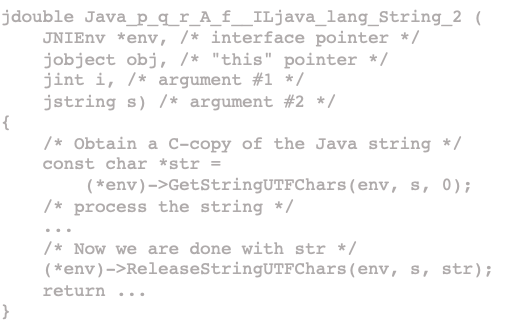 jdouble Java_p_q_r_A_f__ILjava_lang_String_2 (
    JNIEnv *env, /* interface pointer */
    jobject obj, /* "this" pointer */
    jint i, /* argument #1 */
    jstring s) /* argument #2 */
{
    /* Obtain a C-copy of the Java string */
    const char *str =
        (*env)->GetStringUTFChars(env, s, 0);
    /* process the string */
    ...
    /* Now we are done with str */
    (*env)->ReleaseStringUTFChars(env, s, str);
    return ...
}